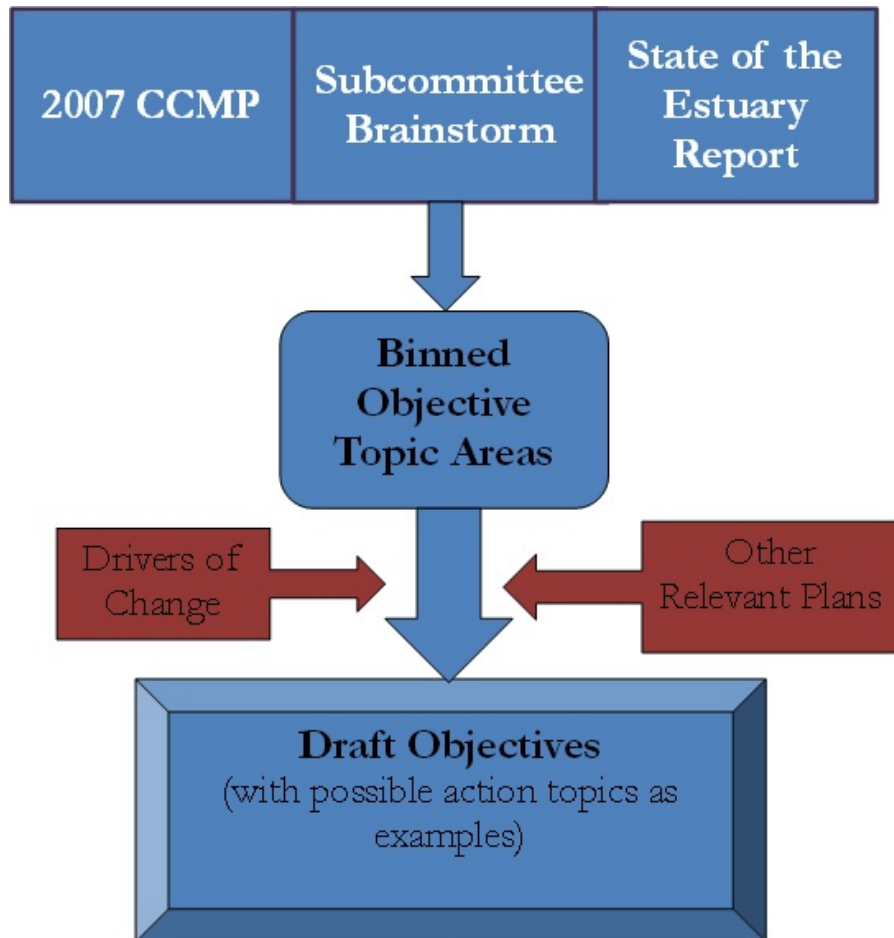 2007 CCMP
Subcommittee
Brainstorm
State of the
Estuary
Report
Binned
Objective
Topic Areas
Drivers of
Change
Other
Relevant Plans
Draft Objectives
(with possible action topics as
examples)